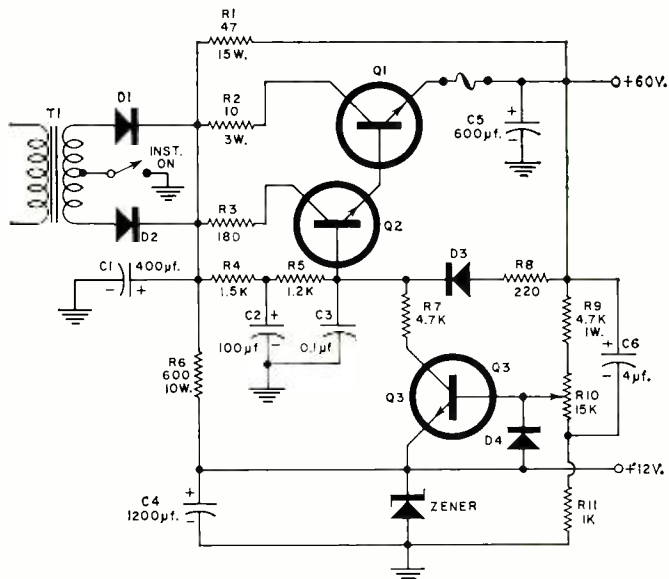 R1
47
15W.
T1
D1
R2
10
3W.
Q1
+60V.
C5
600μf.
+
-
INST.
ON
D2
R3
180
Q2
C1
400μf.
-
+
R4
1.5K
R5
1.2K
D3
R8
220
C2
+
-
100μf
C3
0.1μf
R7
4.7K
R9
4.7K
1W.
C6
+
-
4μf.
R6
600
10W.
Q3
Q3
R10
15K
D4
+12V.
C4
+
-
1200μf.
ZENER
R11
1K